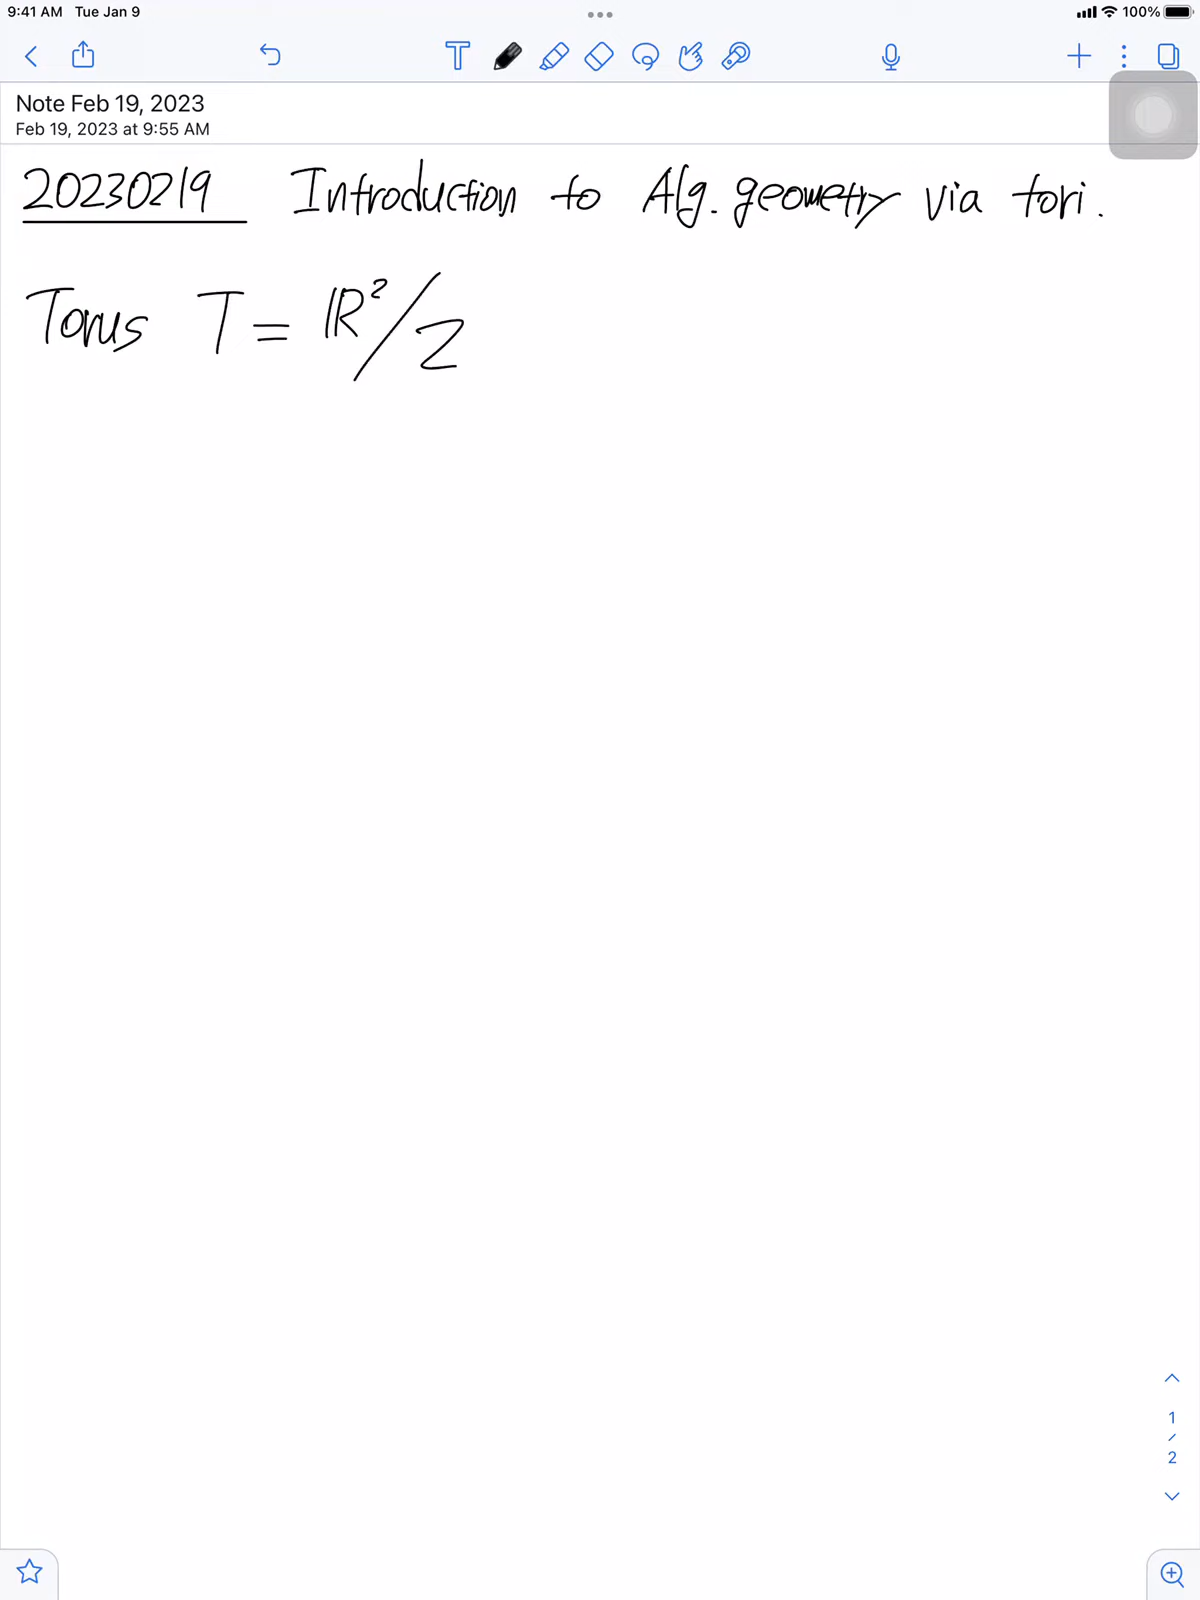 9:41 AM Tue Jan 9
100%
Note Feb 19, 2023
Feb 19, 2023 at 9:55 AM
20230219 Introduction to Alg. geometry via tori.
Torus T = ℝ²/Z
1
/
2